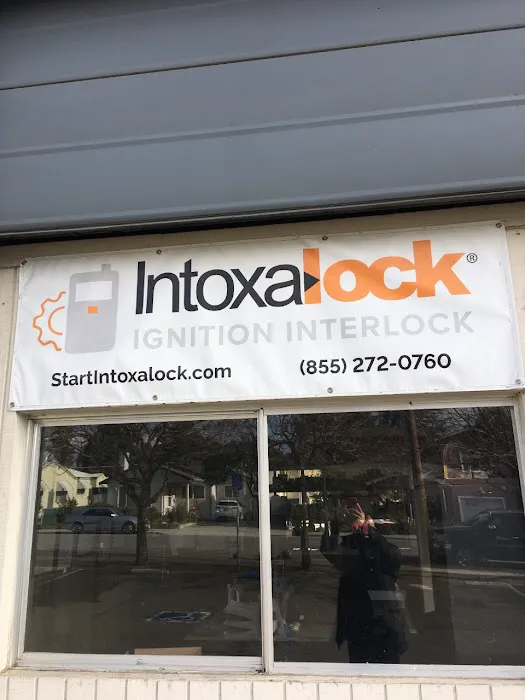 Intoxalock®
IGNITION INTERLOCK
StartIntoxalock.com (855) 272-0760